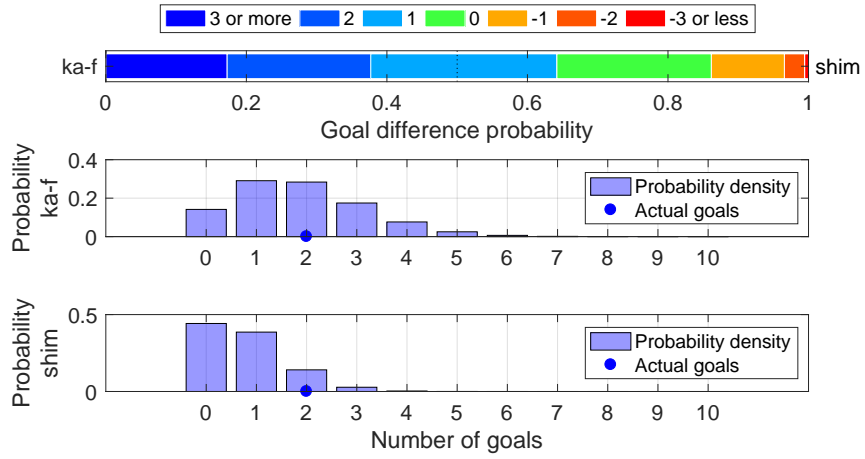 3 or more 2 1 0 -1 -2 -3 or less
ka-f shim
0 0.2 0.4 0.6 0.8 1
Goal difference probability
Probability
ka-f
0.4
0.2
0
Probability density
Actual goals
0 1 2 3 4 5 6 7 8 9 10
Probability
shim
0.5
0
Probability density
Actual goals
0 1 2 3 4 5 6 7 8 9 10
Number of goals